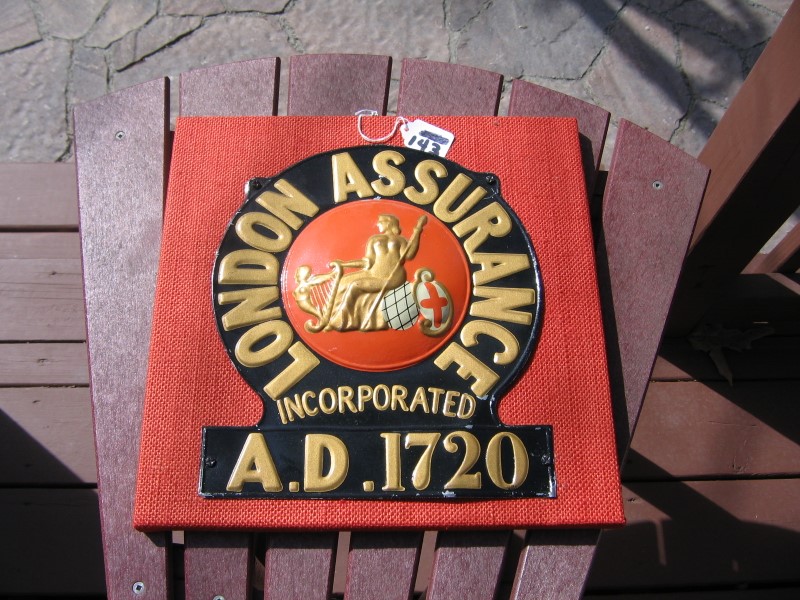 143
LONDON ASSURANCE
INCORPORATED
A.D. 1720